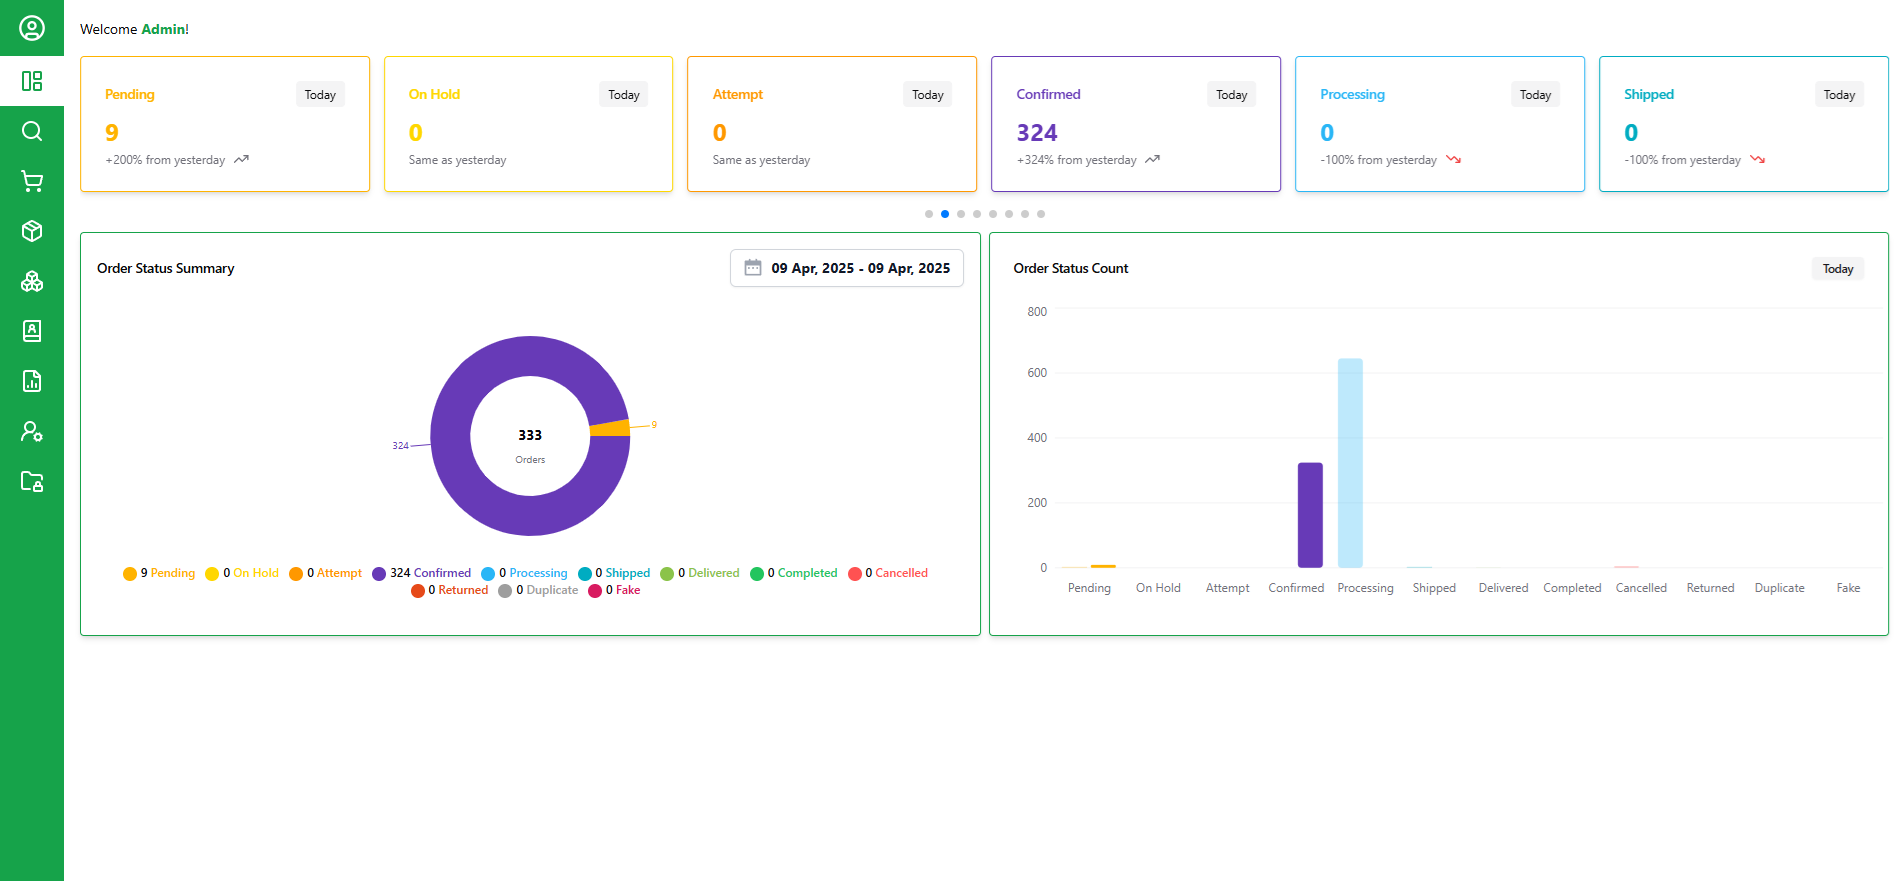 Welcome Admin!
Pending Today
9
+200% from yesterday
On Hold Today
0
Same as yesterday
Attempt Today
0
Same as yesterday
Confirmed Today
324
+324% from yesterday
Processing Today
0
-100% from yesterday
Shipped Today
0
-100% from yesterday
Order Status Summary
09 Apr, 2025 - 09 Apr, 2025
333
Orders
324
9
9 Pending 0 On Hold 0 Attempt 324 Confirmed 0 Processing 0 Shipped 0 Delivered 0 Completed 0 Cancelled
0 Returned 0 Duplicate 0 Fake
Order Status Count
Today
800
600
400
200
0
Pending On Hold Attempt Confirmed Processing Shipped Delivered Completed Cancelled Returned Duplicate Fake